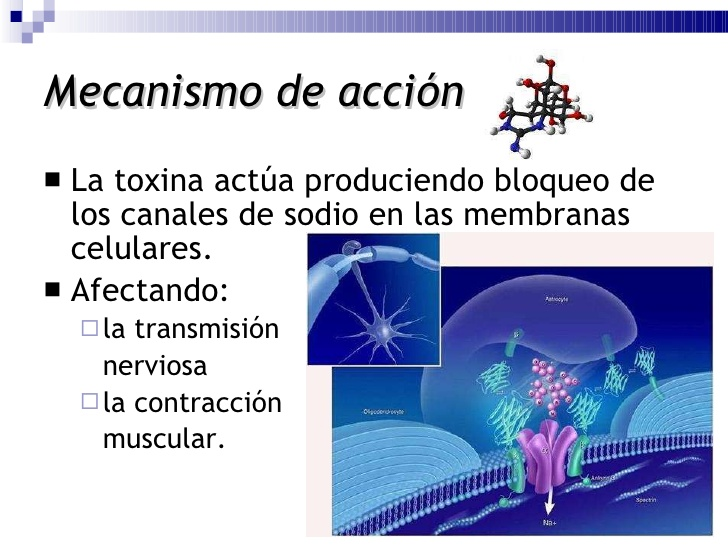 Mecanismo de acción
La toxina actúa produciendo bloqueo de
los canales de sodio en las membranas
celulares.
Afectando:
la transmisión
nerviosa
la contracción
muscular.
Astrocyte
Oligodendrocyte
Spectrin
Na+